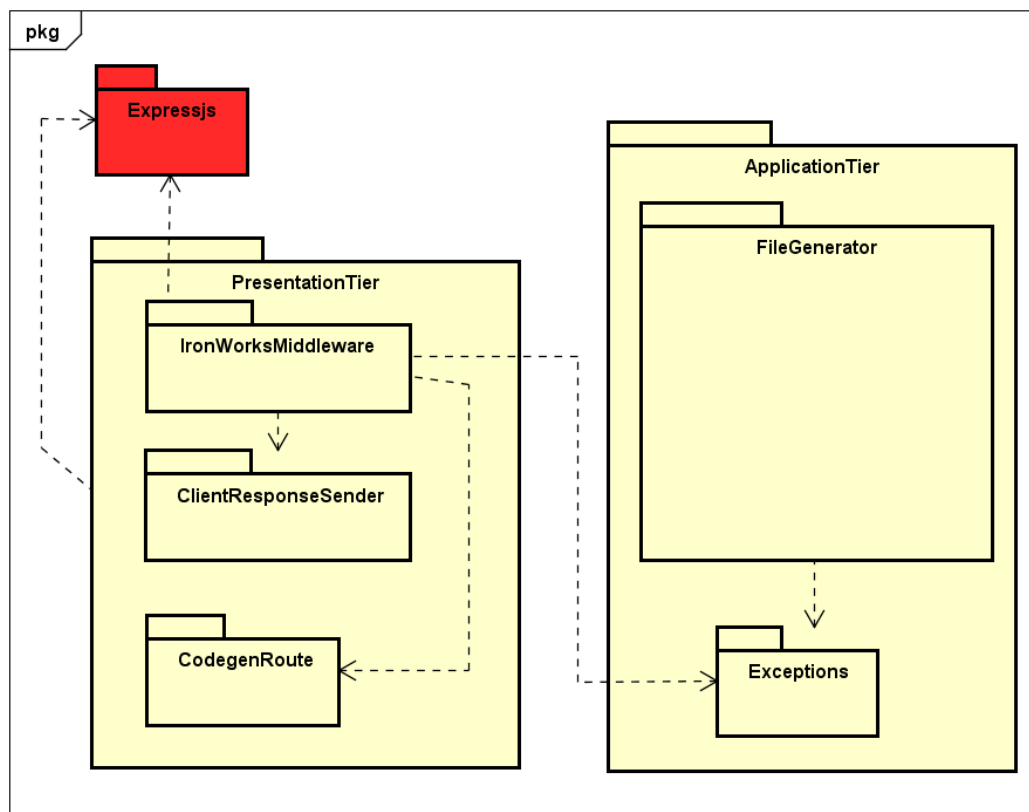 pkg
Expressjs
ApplicationTier
FileGenerator
PresentationTier
IronWorksMiddleware
ClientResponseSender
CodegenRoute
Exceptions